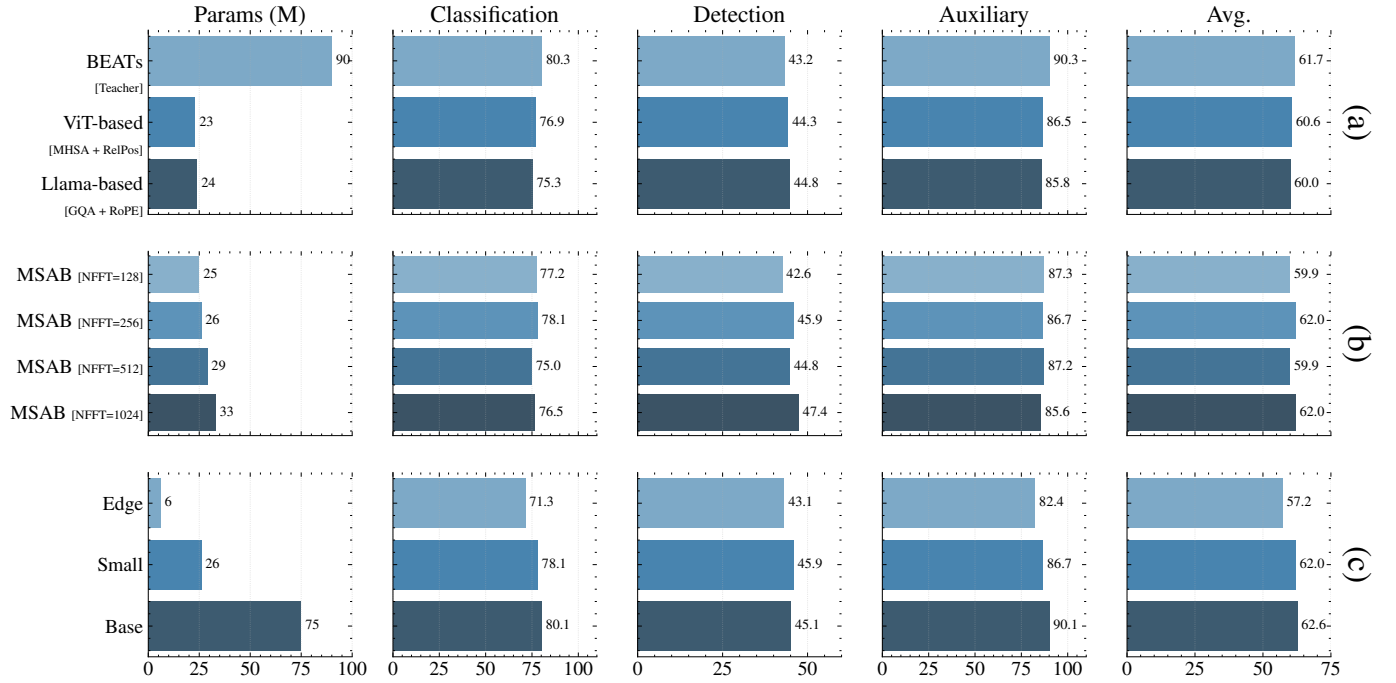 Params (M) Classification Detection Auxiliary Avg.
BEATs 90 80.3 43.2 90.3 61.7
[Teacher]
ViT-based 23 76.9 44.3 86.5 60.6
[MHSA + RelPos]
(a)
Llama-based 24 75.3 44.8 85.8 60.0
[GQA + RoPE]
MSAB [NFFT=128] 25 77.2 42.6 87.3 59.9
MSAB [NFFT=256] 26 78.1 45.9 86.7 62.0
(b)
MSAB [NFFT=512] 29 75.0 44.8 87.2 59.9
MSAB [NFFT=1024] 33 76.5 47.4 85.6 62.0
Edge 6 71.3 43.1 82.4 57.2
Small 26 78.1 45.9 86.7 62.0
(c)
Base 75 80.1 45.1 90.1 62.6
0 25 50 75 100 0 25 50 75 100 0 25 50 0 25 50 75 100 0 25 50 75